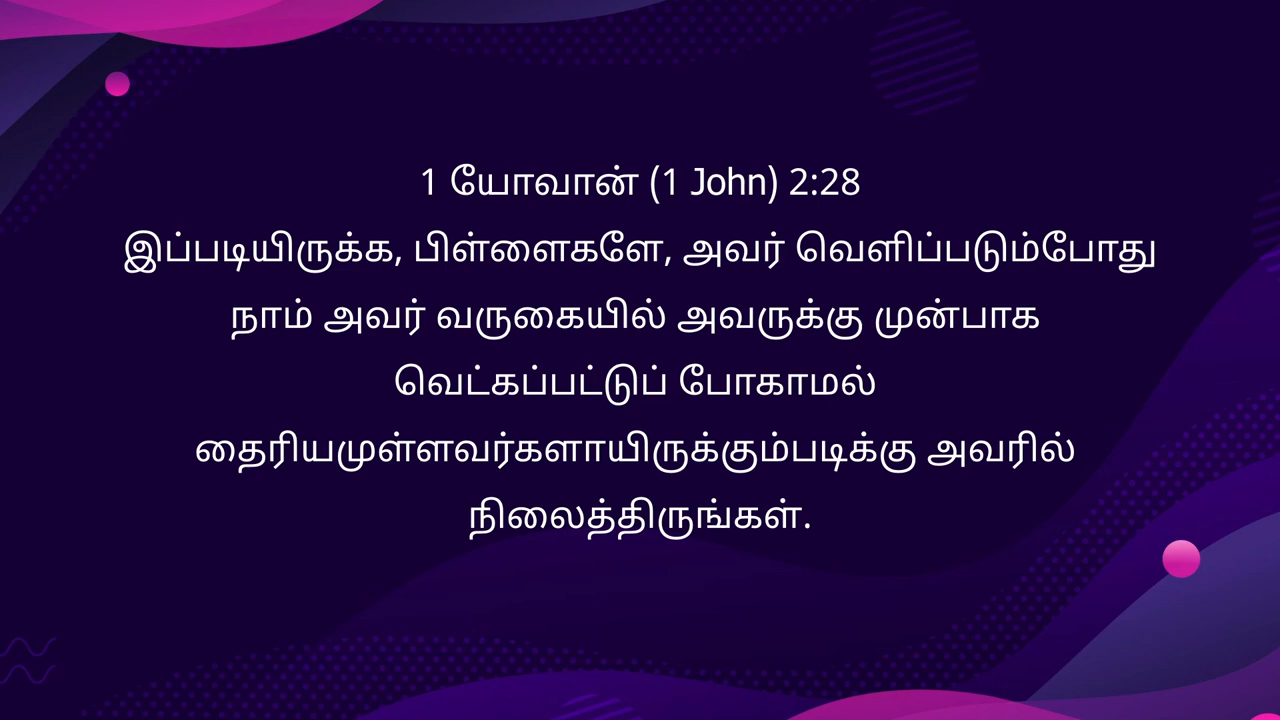 1 யோவான் (1 John) 2:28
இப்படியிருக்க, பிள்ளைகளே, அவர் வெளிப்படும்போது
நாம் அவர் வருகையில் அவருக்கு முன்பாக
வெட்கப்பட்டுப் போகாமல்
தைரியமுள்ளவர்களாயிருக்கும்படிக்கு அவரில்
நிலைத்திருங்கள்.